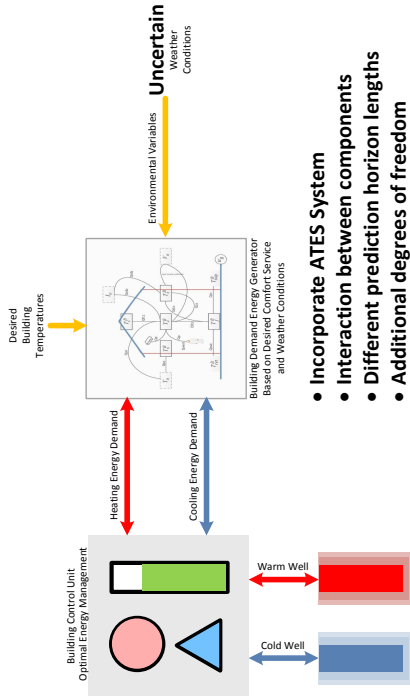 Desired
Building
Temperatures
Uncertain
Weather
Conditions
Environmental Variables
Building Demand Energy Generator
Based on Desired Comfort Service
and Weather Conditions
Heating Energy Demand
Cooling Energy Demand
Building Control Unit
Optimal Energy Management
Warm Well
Cold Well
• Incorporate ATES System
• Interaction between components
• Different prediction horizon lengths
• Additional degrees of freedom